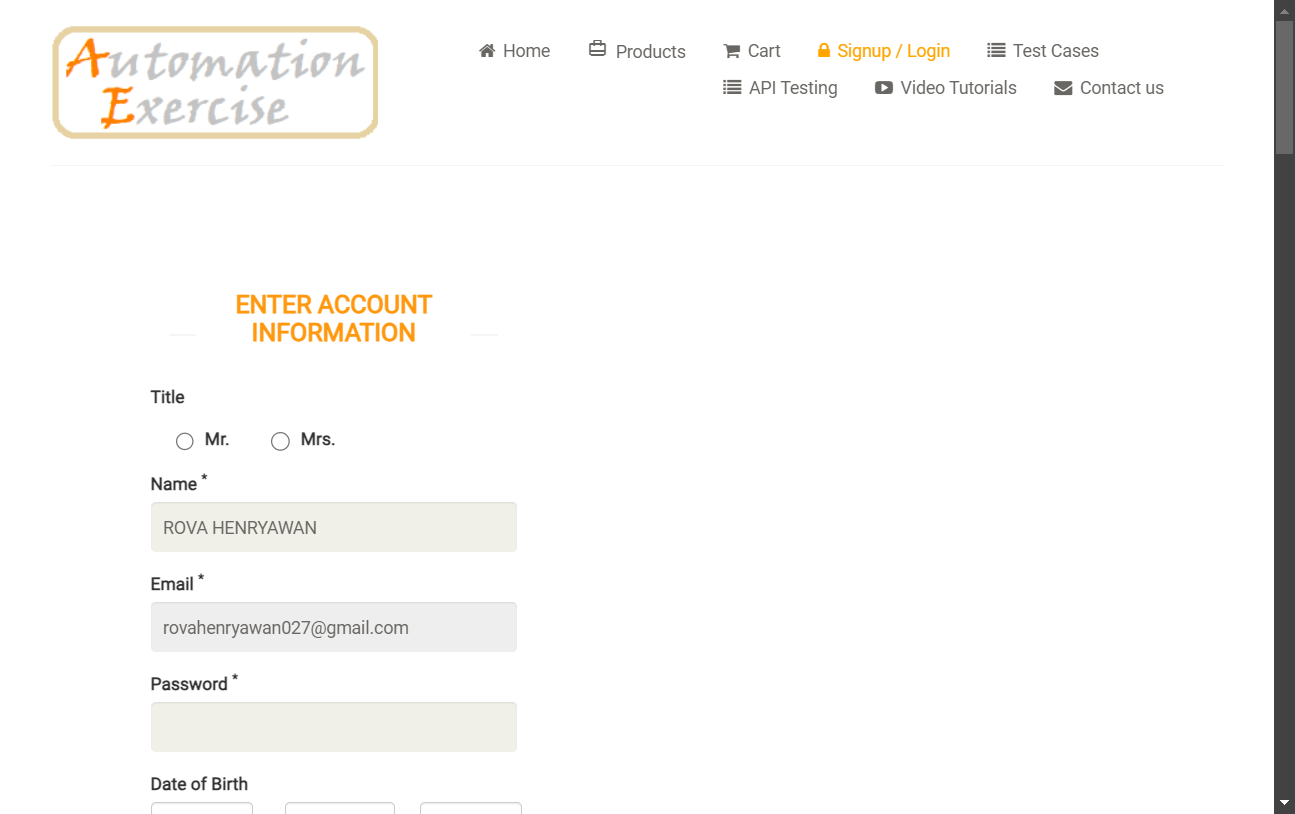 Automation
Exercise
Home Products Cart Signup / Login Test Cases
API Testing Video Tutorials Contact us
ENTER ACCOUNT
INFORMATION
Title
Mr. Mrs.
Name *
ROVA HENRYAWAN
Email *
rovahenryawan027@gmail.com
Password *
Date of Birth